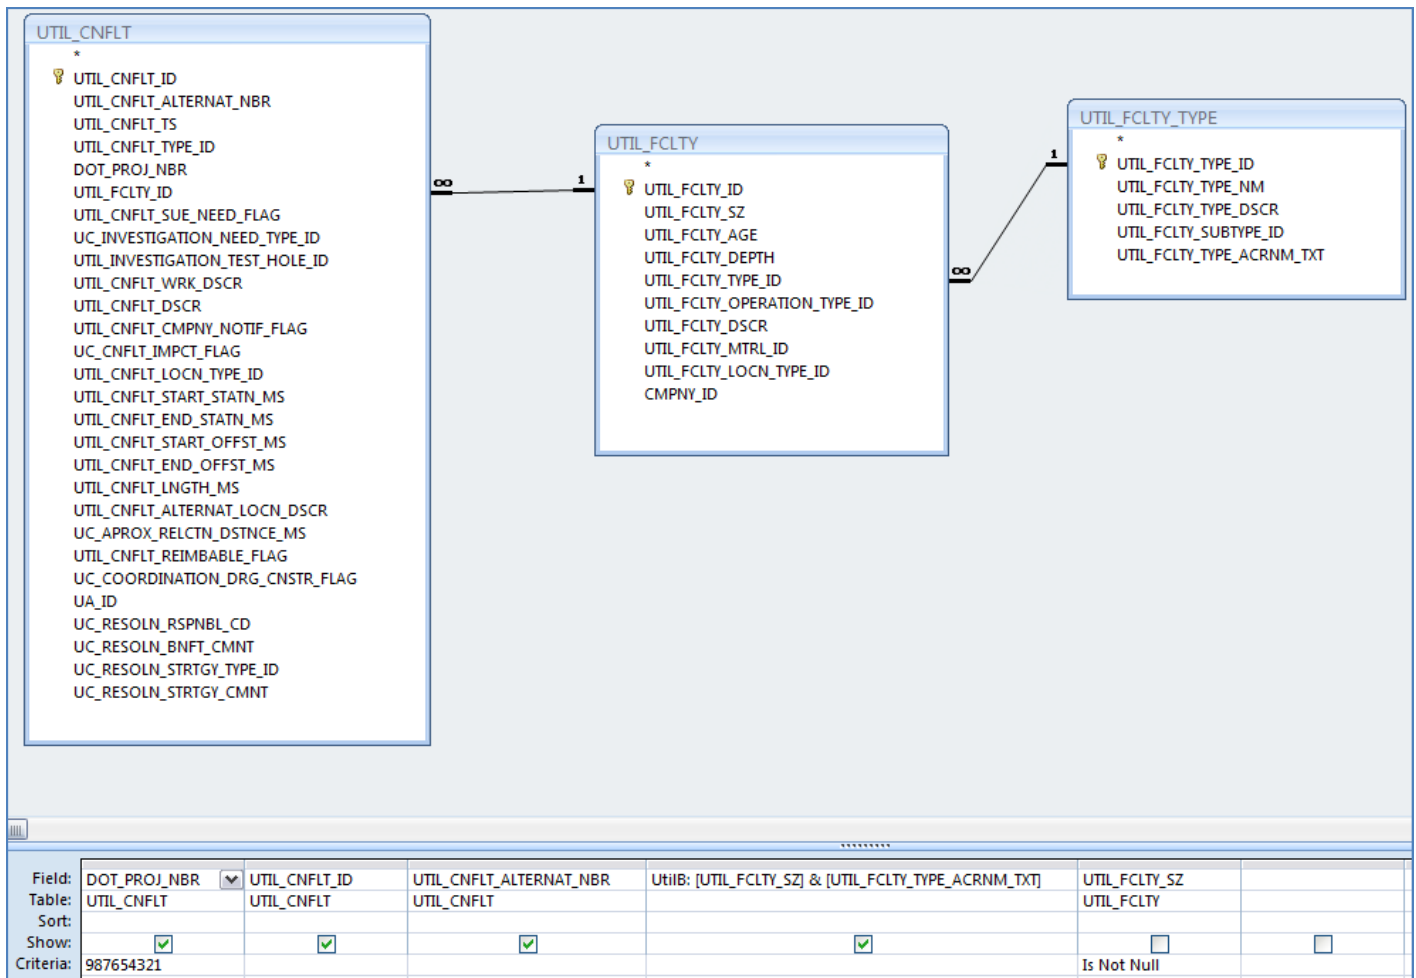 UTIL_CNFLT
*
UTIL_CNFLT_ID
UTIL_CNFLT_ALTERNAT_NBR
UTIL_CNFLT_TS
UTIL_CNFLT_TYPE_ID
DOT_PROJ_NBR
UTIL_FCLTY_ID
UTIL_CNFLT_SUE_NEED_FLAG
UC_INVESTIGATION_NEED_TYPE_ID
UTIL_INVESTIGATION_TEST_HOLE_ID
UTIL_CNFLT_WRK_DSCR
UTIL_CNFLT_DSCR
UTIL_CNFLT_CMPNY_NOTIF_FLAG
UC_CNFLT_IMPCT_FLAG
UTIL_CNFLT_LOCN_TYPE_ID
UTIL_CNFLT_START_STATN_MS
UTIL_CNFLT_END_STATN_MS
UTIL_CNFLT_START_OFFST_MS
UTIL_CNFLT_END_OFFST_MS
UTIL_CNFLT_LNGTH_MS
UTIL_CNFLT_ALTERNAT_LOCN_DSCR
UC_APROX_RELCTN_DSTNCE_MS
UTIL_CNFLT_REIMBABLE_FLAG
UC_COORDINATION_DRG_CNSTR_FLAG
UA_ID
UC_RESOLN_RSPNBL_CD
UC_RESOLN_BNFT_CMNT
UC_RESOLN_STRTGY_TYPE_ID
UC_RESOLN_STRTGY_CMNT
∞ 1
UTIL_FCLTY
*
UTIL_FCLTY_ID
UTIL_FCLTY_SZ
UTIL_FCLTY_AGE
UTIL_FCLTY_DEPTH
UTIL_FCLTY_TYPE_ID
UTIL_FCLTY_OPERATION_TYPE_ID
UTIL_FCLTY_DSCR
UTIL_FCLTY_MTRL_ID
UTIL_FCLTY_LOCN_TYPE_ID
CMPNY_ID
∞ 1
UTIL_FCLTY_TYPE
*
UTIL_FCLTY_TYPE_ID
UTIL_FCLTY_TYPE_NM
UTIL_FCLTY_TYPE_DSCR
UTIL_FCLTY_SUBTYPE_ID
UTIL_FCLTY_TYPE_ACRNM_TXT
Field: DOT_PROJ_NBR UTIL_CNFLT_ID UTIL_CNFLT_ALTERNAT_NBR UtilB: [UTIL_FCLTY_SZ] & [UTIL_FCLTY_TYPE_ACRNM_TXT] UTIL_FCLTY_SZ
Table: UTIL_CNFLT UTIL_CNFLT UTIL_CNFLT UTIL_FCLTY
Sort:
Show:
Criteria: 987654321 Is Not Null